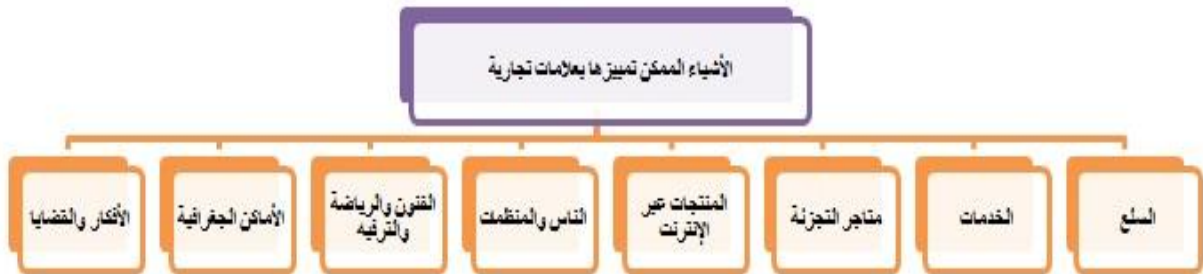 الأشياء الممكن تمييزها بعلامات تجارية
السلع
الخدمات
متاجر التجزئة
المنتجات عبر
الإنترنت
الناس والمنظمات
الفنون والرياضة
والترفيه
الأماكن الجغرافية
الأفكار والقضايا